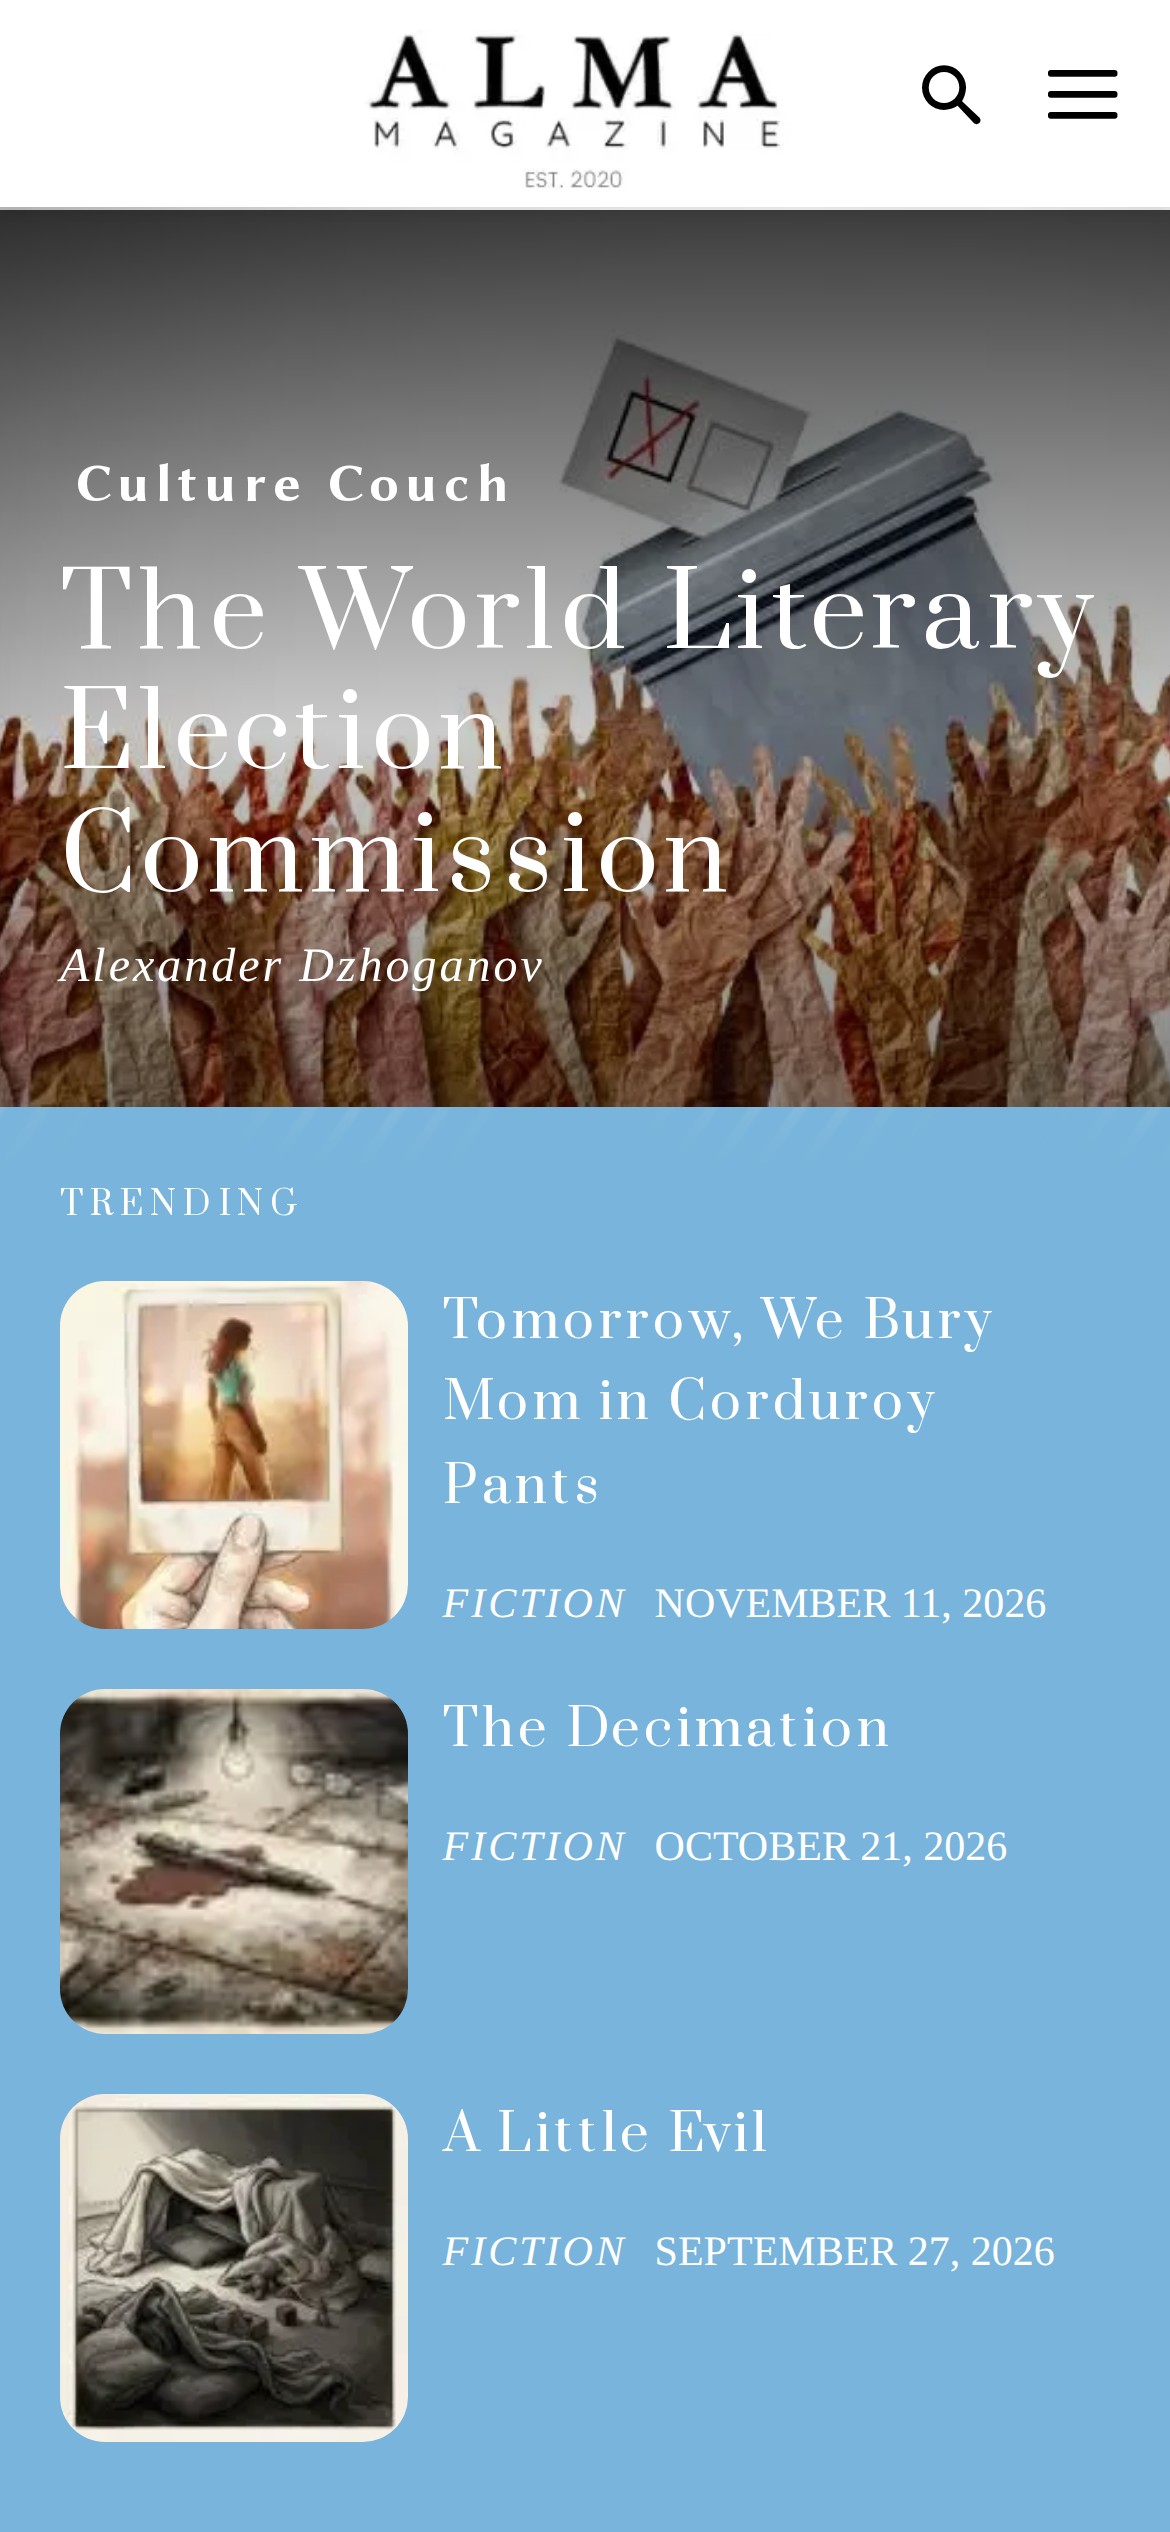 ALMA
MAGAZINE
EST. 2020
Culture Couch
The World Literary
Election
Commission
Alexander Dzhoganov
TRENDING
Tomorrow, We Bury
Mom in Corduroy
Pants
FICTION NOVEMBER 11, 2026
The Decimation
FICTION OCTOBER 21, 2026
A Little Evil
FICTION SEPTEMBER 27, 2026